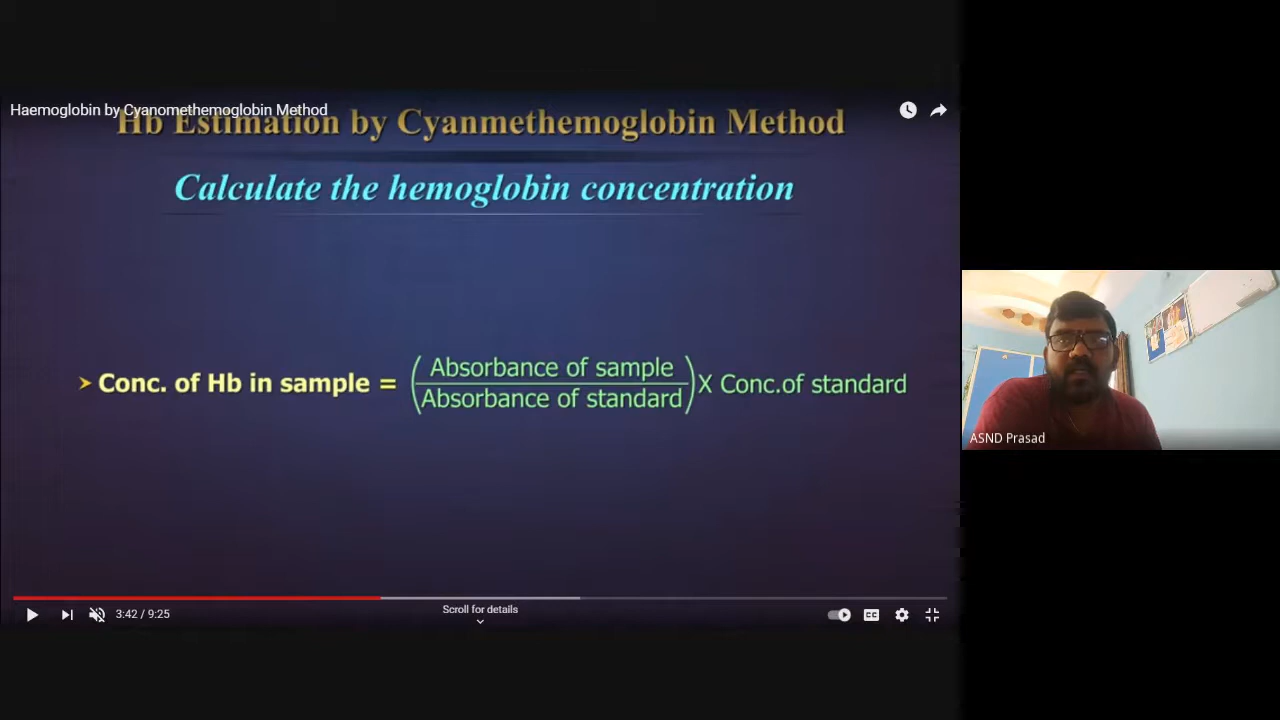 Haemoglobin by Cyanomethemoglobin Method
Hb Estimation by Cyanmethemoglobin Method
Calculate the hemoglobin concentration
➤ Conc. of Hb in sample = (Absorbance of sample
Absorbance of standard) X Conc.of standard
ASND Prasad
3:42 / 9:25
Scroll for details
CC